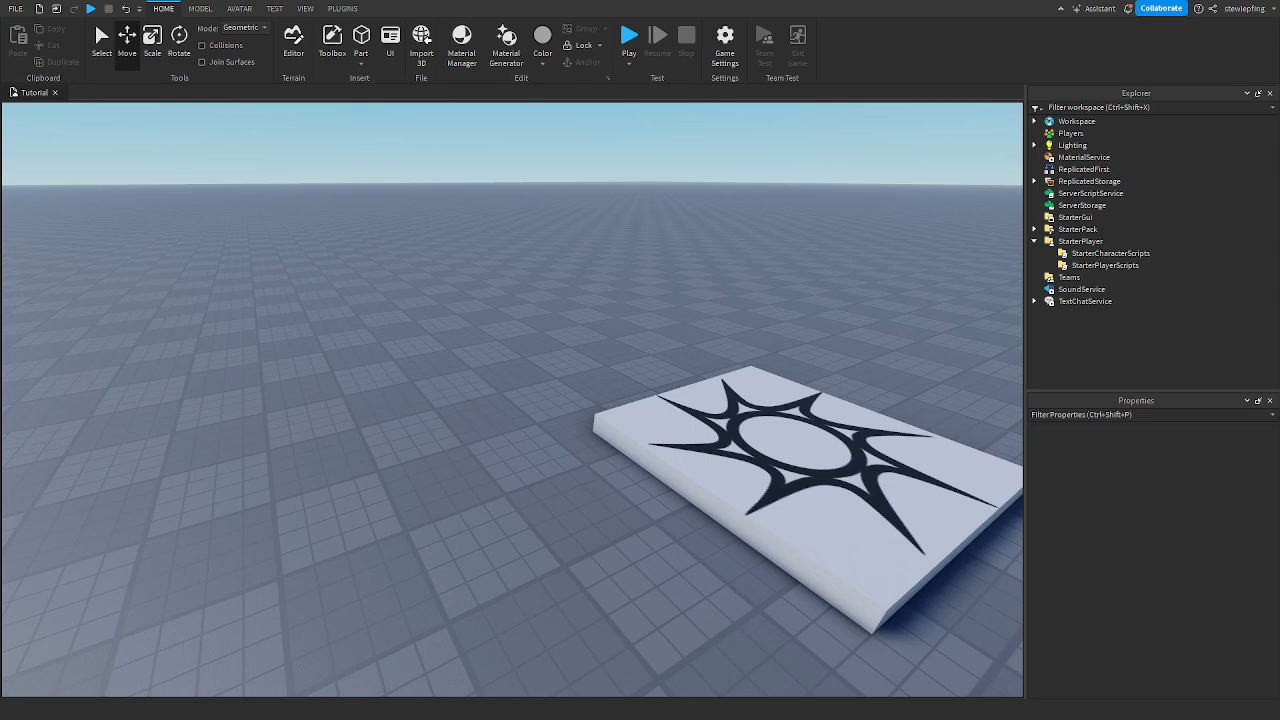 FILE HOME MODEL AVATAR TEST VIEW PLUGINS Assistant Collaborate stewiepfing
Paste Copy Cut Duplicate Select Move Scale Rotate Mode: Geometric Collisions Join Surfaces Editor Toolbox Part UI Import 3D Material Manager Material Generator Color Group Lock Anchor Play Resume Stop Game Settings Team Test Exit Game
Clipboard Tools Terrain Insert File Edit Test Settings Team Test
Tutorial
Explorer
Filter workspace (Ctrl+Shift+X)
Workspace
Players
Lighting
MaterialService
ReplicatedFirst
ReplicatedStorage
ServerScriptService
ServerStorage
StarterGui
StarterPack
StarterPlayer
StarterCharacterScripts
StarterPlayerScripts
Teams
SoundService
TextChatService
Properties
Filter Properties (Ctrl+Shift+P)